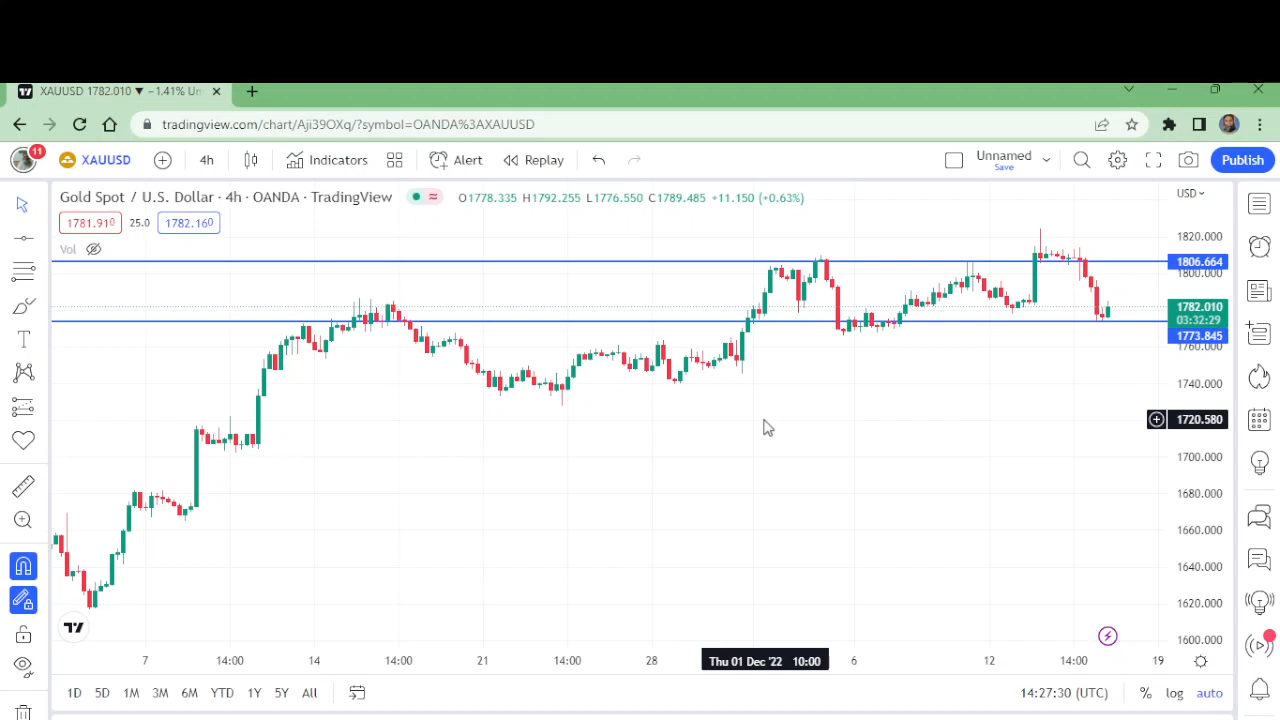 XAUUSD 1782.010 ▼ −1.41% Un
tradingview.com/chart/Aji39OXq/?symbol=OANDA%3AXAUUSD
11
XAUUSD 4h Indicators Alert Replay Unnamed Save Publish
Gold Spot / U.S. Dollar · 4h · OANDA · TradingView O1778.335 H1792.255 L1776.550 C1789.485 +11.150 (+0.63%)
USD
1781.910 25.0 1782.160
Vol
1820.000
1806.664
1800.000
1782.010
03:32:29
1773.845
1760.000
1740.000
1720.580
1700.000
1680.000
1660.000
1640.000
1620.000
1600.000
7 14:00 14 14:00 21 14:00 28 Thu 01 Dec '22 10:00 6 12 14:00 19
1D 5D 1M 3M 6M YTD 1Y 5Y All 14:27:30 (UTC) % log auto